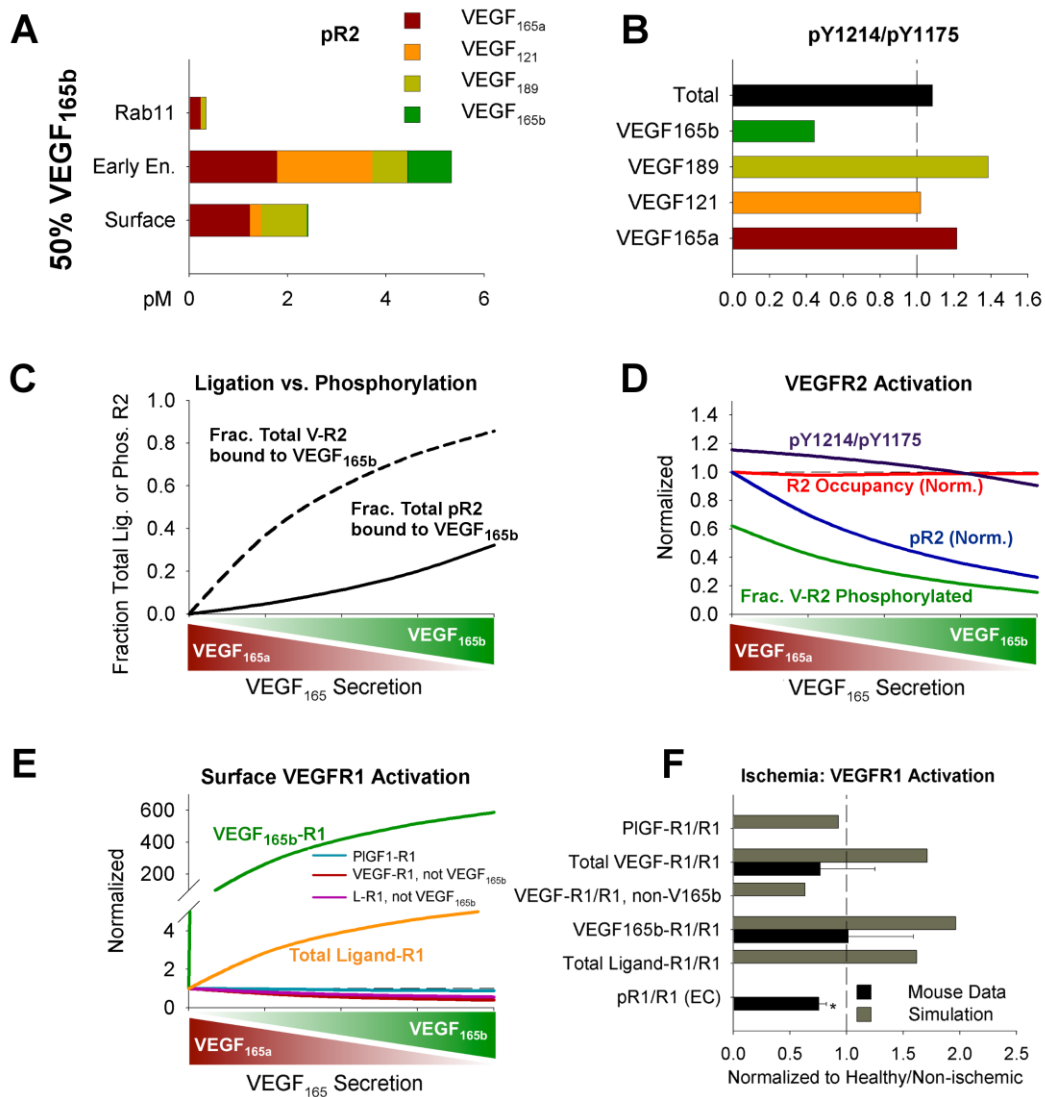 A
pR2
50% VEGF165b
VEGF165a
VEGF121
VEGF189
VEGF165b
Rab11
Early En.
Surface
pM
0 2 4 6
B
pY1214/pY1175
Total
VEGF165b
VEGF189
VEGF121
VEGF165a
0.0 0.2 0.4 0.6 0.8 1.0 1.2 1.4 1.6
C
Ligation vs. Phosphorylation
Fraction Total Lig. or Phos. R2
1.0
0.8
0.6
0.4
0.2
0.0
Frac. Total V-R2
bound to VEGF165b
Frac. Total pR2
bound to VEGF165b
VEGF165a
VEGF165b
VEGF165 Secretion
D
VEGFR2 Activation
Normalized
1.4
1.2
1.0
0.8
0.6
0.4
0.2
0.0
pY1214/pY1175
R2 Occupancy (Norm.)
pR2 (Norm.)
Frac. V-R2 Phosphorylated
VEGF165a
VEGF165b
VEGF165 Secretion
E
Surface VEGFR1 Activation
Normalized
600
400
200
4
2
0
VEGF165b-R1
PlGF1-R1
VEGF-R1, not VEGF165b
L-R1, not VEGF165b
Total Ligand-R1
VEGF165a
VEGF165b
VEGF165 Secretion
F
Ischemia: VEGFR1 Activation
PlGF-R1/R1
Total VEGF-R1/R1
VEGF-R1/R1, non-V165b
VEGF165b-R1/R1
Total Ligand-R1/R1
pR1/R1 (EC)
*
Mouse Data
Simulation
0.0 0.5 1.0 1.5 2.0 2.5
Normalized to Healthy/Non-ischemic